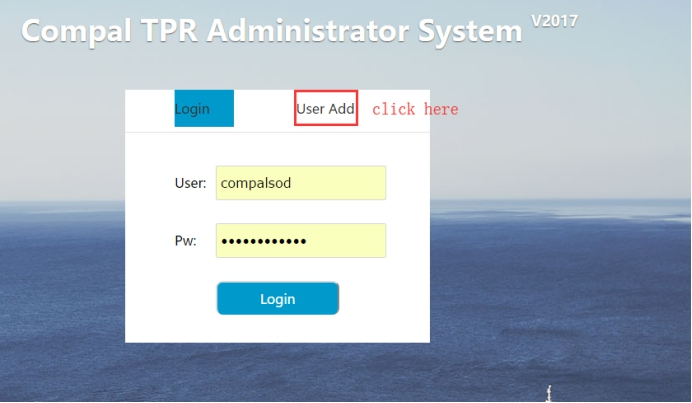 Compal TPR Administrator System V2017
Login User Add click here
User: compalsod
Pw: ••••••••••••
Login